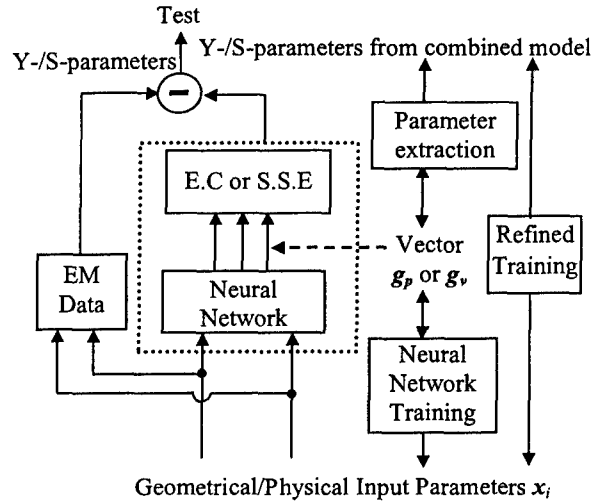 Test
Y-/S-parameters from combined model
Y-/S-parameters
−
Parameter
extraction
E.C or S.S.E
Vector
g_p or g_v
Refined
Training
EM
Data
Neural
Network
Neural
Network
Training
Geometrical/Physical Input Parameters x_i